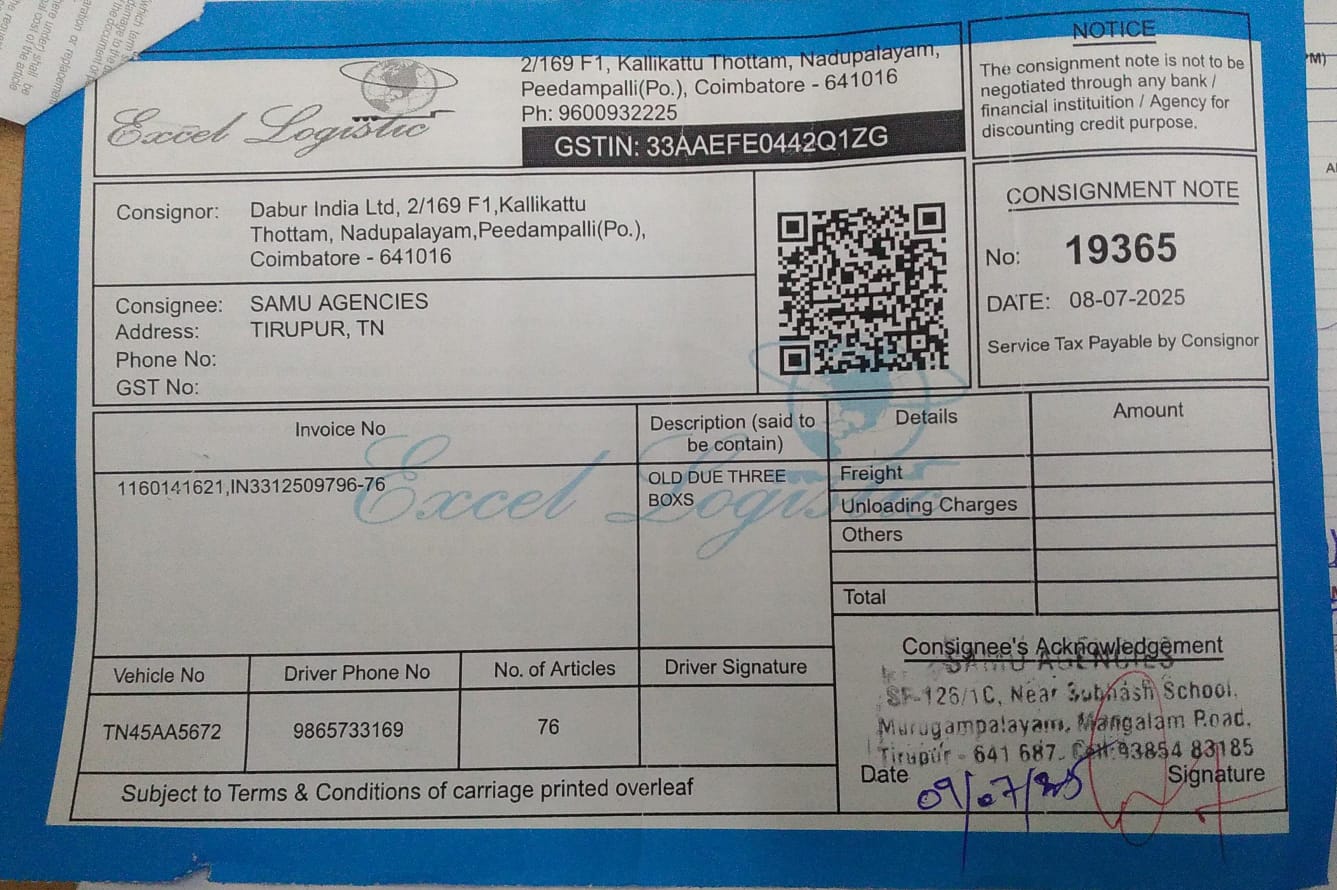 Excel Logistic
2/169 F1, Kallikattu Thottam, Nadupalayam,
Peedampalli(Po.), Coimbatore - 641016
Ph: 9600932225
GSTIN: 33AAEFE0442Q1ZG
NOTICE
The consignment note is not to be
negotiated through any bank /
financial instituition / Agency for
discounting credit purpose.
Consignor: Dabur India Ltd, 2/169 F1,Kallikattu
Thottam, Nadupalayam,Peedampalli(Po.),
Coimbatore - 641016
CONSIGNMENT NOTE
No: 19365
DATE: 08-07-2025
Service Tax Payable by Consignor
Consignee: SAMU AGENCIES
Address: TIRUPUR, TN
Phone No:
GST No:
Invoice No
Description (said to
be contain)
Details
Amount
1160141621,IN3312509796-76
OLD DUE THREE
BOXS
Excel Logistic
Freight
Unloading Charges
Others
Total
Vehicle No
Driver Phone No
No. of Articles
Driver Signature
TN45AA5672
9865733169
76
Subject to Terms & Conditions of carriage printed overleaf
Consignee's Acknowledgement
SAMU AGENCIES
SF-126/1C, Near Subhash School,
Murugampalayam, Mangalam Road,
Tirupur - 641 687. Cell: 93854 83185
Date 09/07/25
Signature